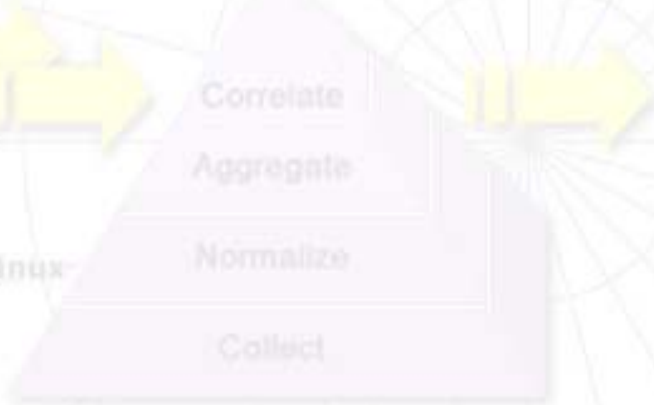 Correlate
Aggregate
Normalize
inux
Collect